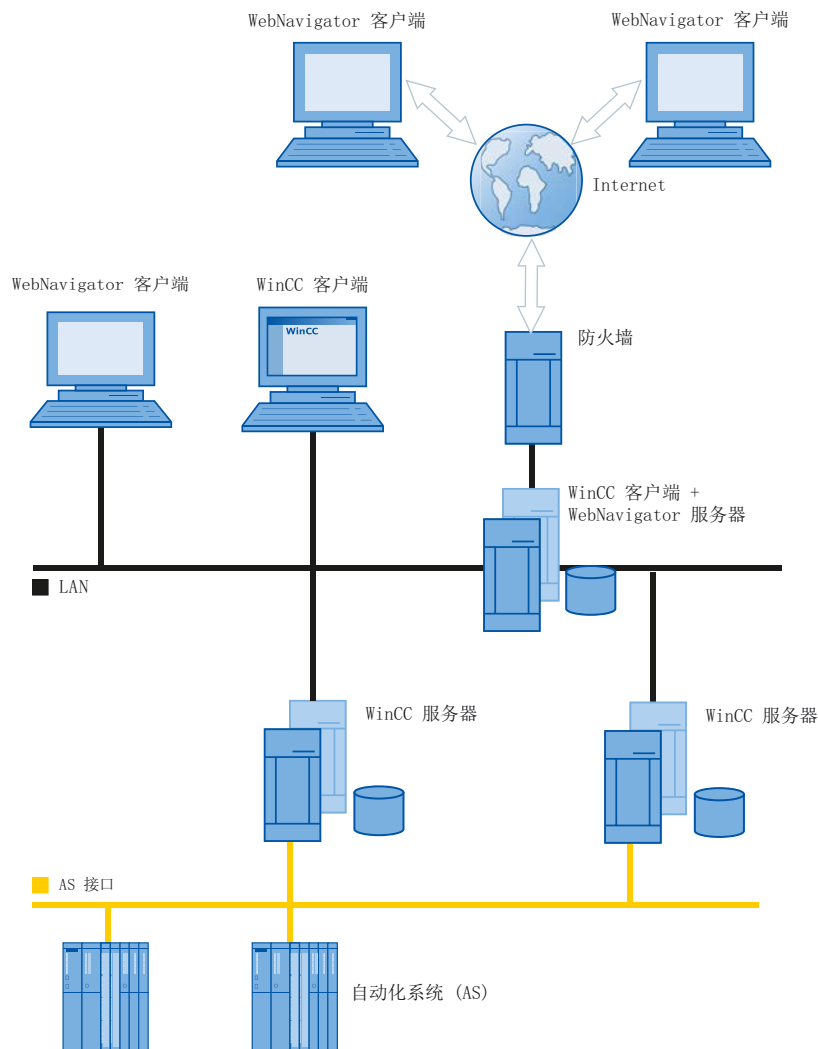 WebNavigator 客户端
WebNavigator 客户端
Internet
WebNavigator 客户端
WinCC 客户端
WinCC
防火墙
WinCC 客户端 +
WebNavigator 服务器
LAN
WinCC 服务器
WinCC 服务器
AS 接口
自动化系统 (AS)